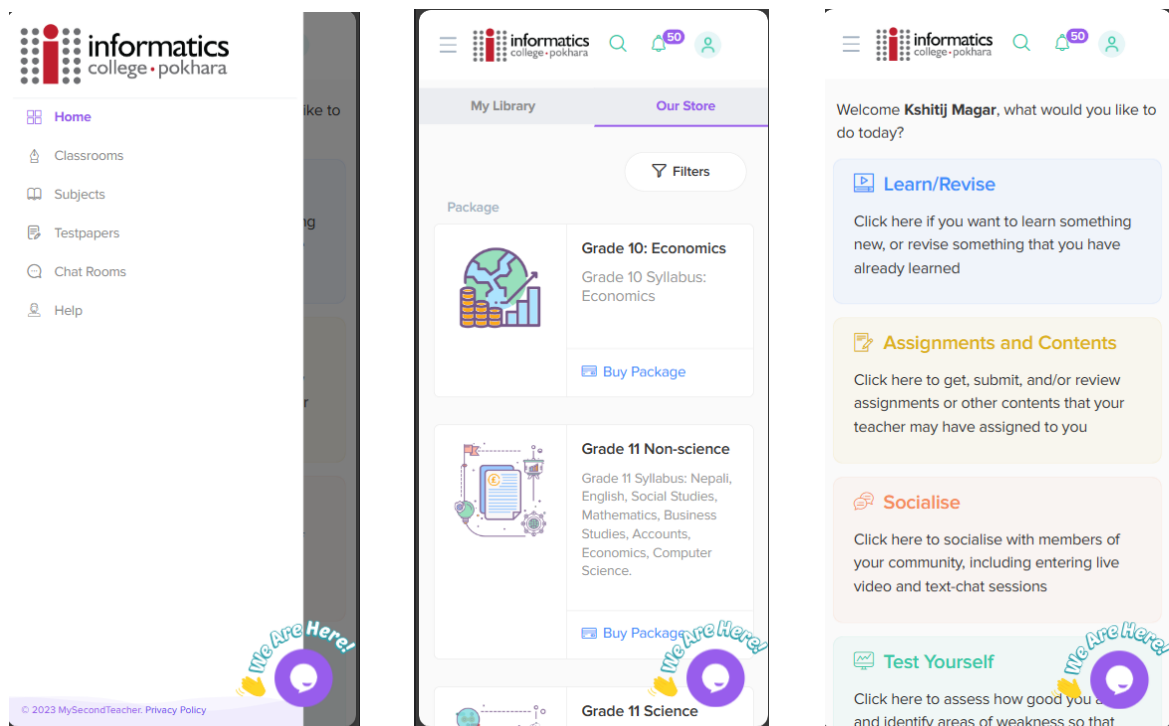 informatics
college • pokhara
Home
Classrooms
Subjects
Testpapers
Chat Rooms
Help
ke to
We Are Here!
© 2023 MySecondTeacher. Privacy Policy
informatics
college • pokhara
50
My Library
Our Store
Filters
Package
Grade 10: Economics
Grade 10 Syllabus:
Economics
Buy Package
Grade 11 Non-science
Grade 11 Syllabus: Nepali,
English, Social Studies,
Mathematics, Business
Studies, Accounts,
Economics, Computer
Science.
Buy Package
We Are Here!
Grade 11 Science
informatics
college • pokhara
50
Welcome Kshitij Magar, what would you like to
do today?
Learn/Revise
Click here if you want to learn something
new, or revise something that you have
already learned
Assignments and Contents
Click here to get, submit, and/or review
assignments or other contents that your
teacher may have assigned to you
Socialise
Click here to socialise with members of
your community, including entering live
video and text-chat sessions
We Are Here!
Test Yourself
Click here to assess how good you
and identify areas of weakness so that